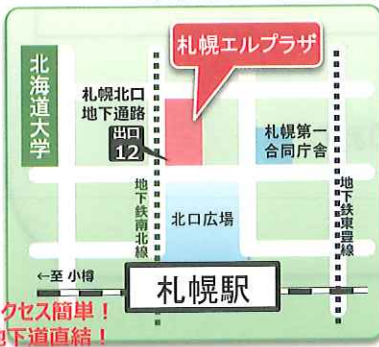 札幌エルプラザ
北海道大学
札幌北口
地下通路
出口
12
札幌第一
合同庁舎
地下鉄南北線
北口広場
地下鉄東豊線
←至 小樽
札幌駅
クセス簡単!
下道直結!